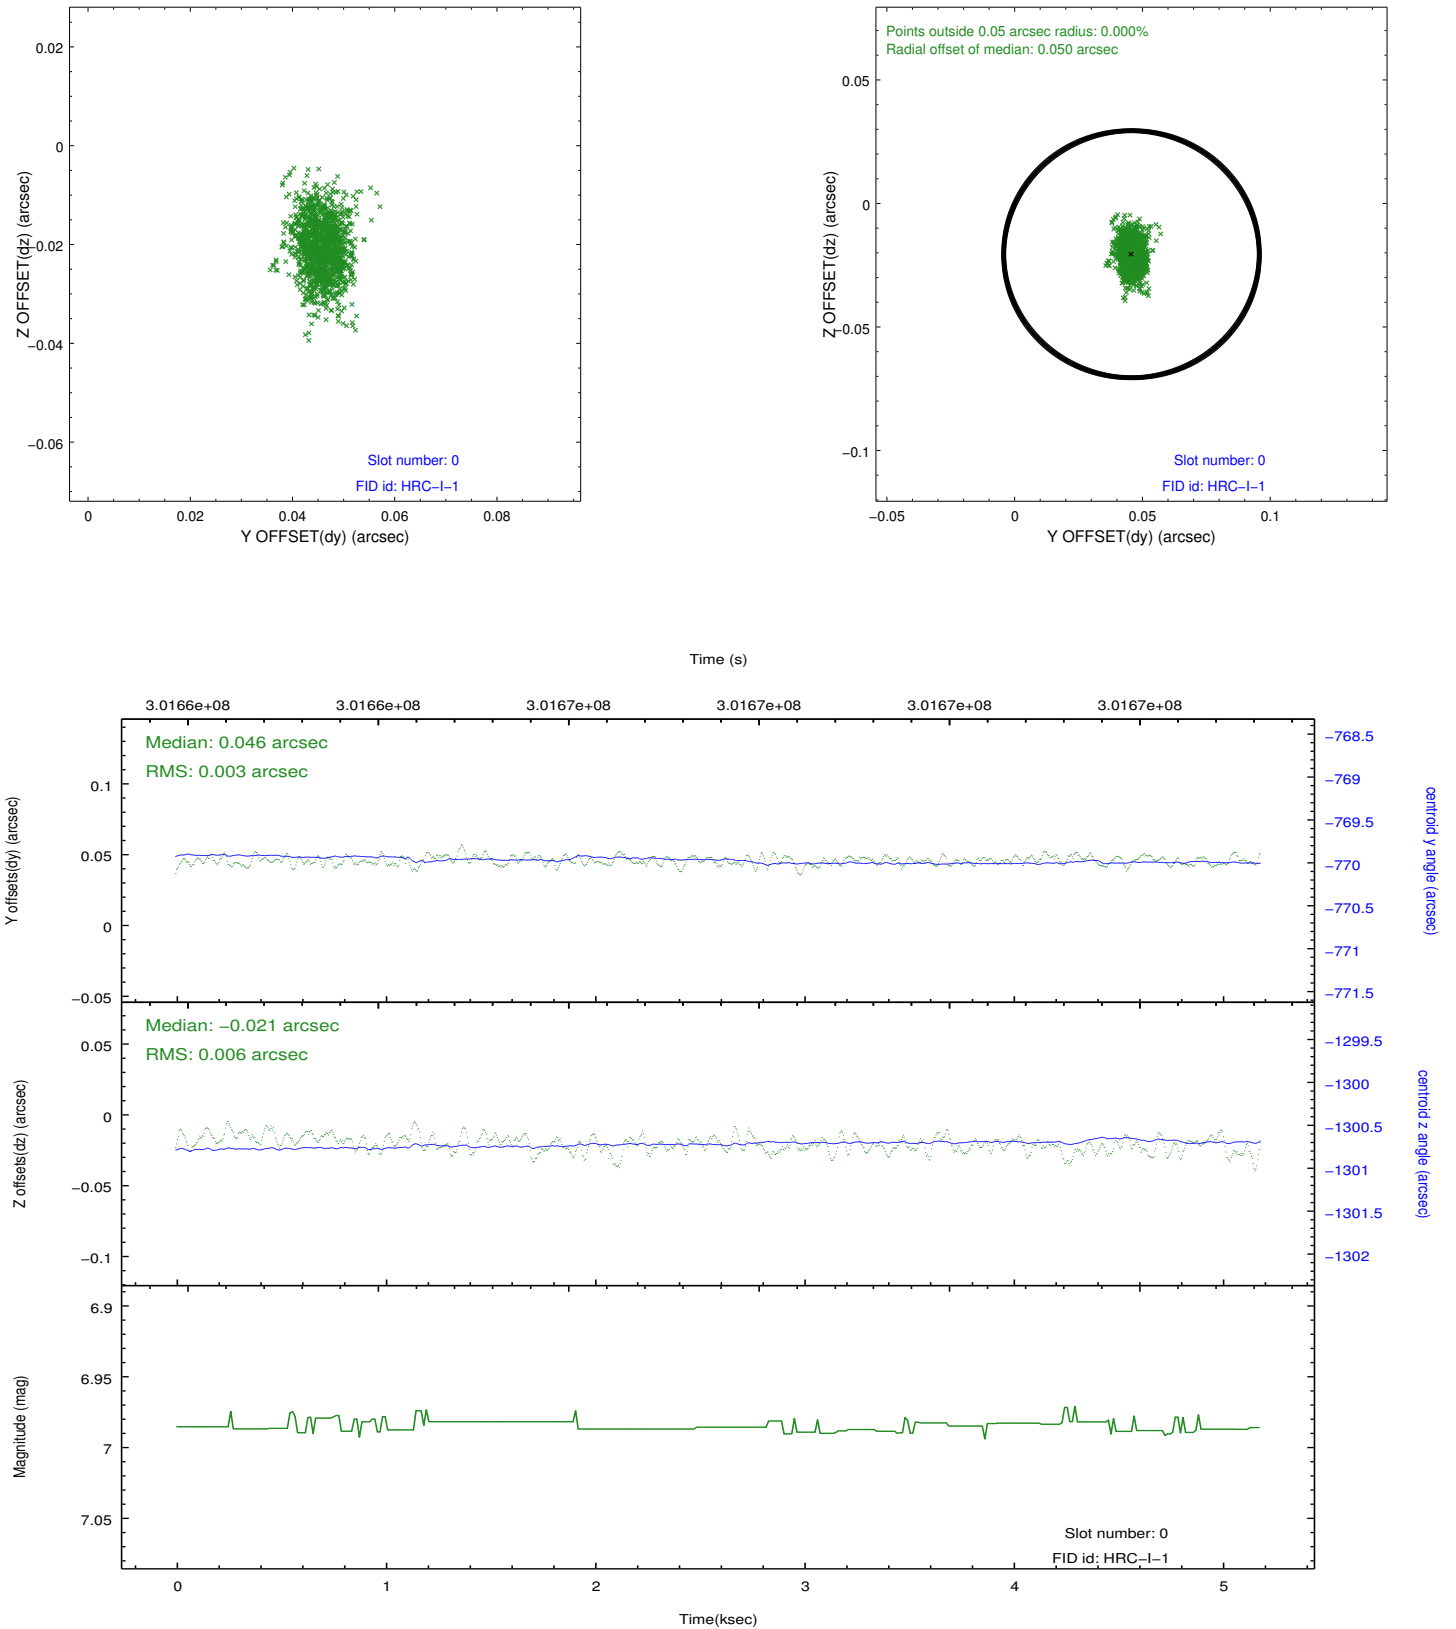 0.02
0
−0.02
−0.04
−0.06
Z OFFSET(dz) (arcsec)
Slot number: 0
FID id: HRC−I−1
0
0.02
0.04
0.06
0.08
Y OFFSET(dy) (arcsec)
Points outside 0.05 arcsec radius: 0.000%
Radial offset of median: 0.050 arcsec
0.05
0
−0.05
−0.1
Z OFFSET(dz) (arcsec)
Slot number: 0
FID id: HRC−I−1
−0.05
0
0.05
0.1
Y OFFSET(dy) (arcsec)
Time (s)
3.0166e+08
3.0166e+08
3.0167e+08
3.0167e+08
3.0167e+08
3.0167e+08
Median: 0.046 arcsec
RMS: 0.003 arcsec
0.1
0.05
0
−0.05
Y offsets(dy) (arcsec)
−768.5
−769
−769.5
−770
−770.5
−771
−771.5
centroid y angle (arcsec)
Median: −0.021 arcsec
RMS: 0.006 arcsec
0.05
0
−0.05
−0.1
Z offsets(dz) (arcsec)
−1299.5
−1300
−1300.5
−1301
−1301.5
−1302
centroid z angle (arcsec)
6.9
6.95
7
7.05
Magnitude (mag)
Slot number: 0
FID id: HRC−I−1
0
1
2
3
4
5
Time(ksec)